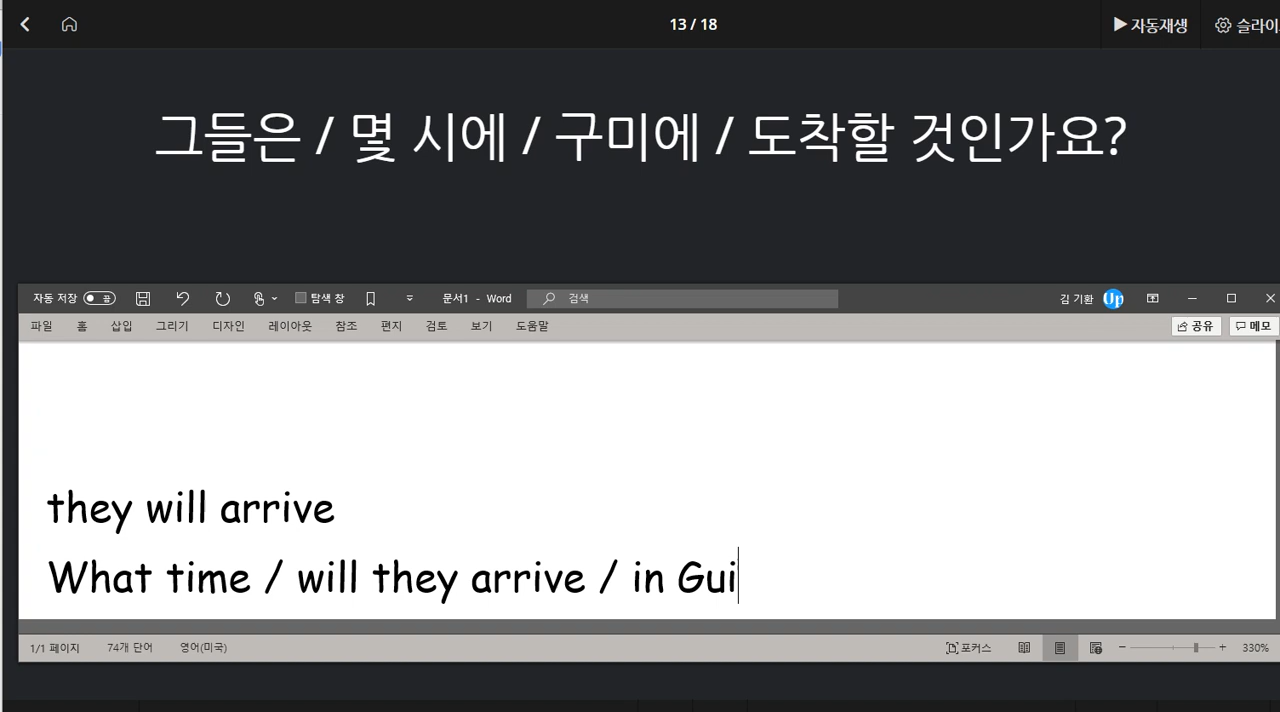 13 / 18
자동재생
슬라이
그들은 / 몇 시에 / 구미에 / 도착할 것인가요?
자동 저장
끔
탐색 창
문서1 - Word
검색
김 기환
Up
파일 홈 삽입 그리기 디자인 레이아웃 참조 편지 검토 보기 도움말
공유
메모
they will arrive
What time / will they arrive / in Gui
1/1 페이지
74개 단어
영어(미국)
포커스
330%